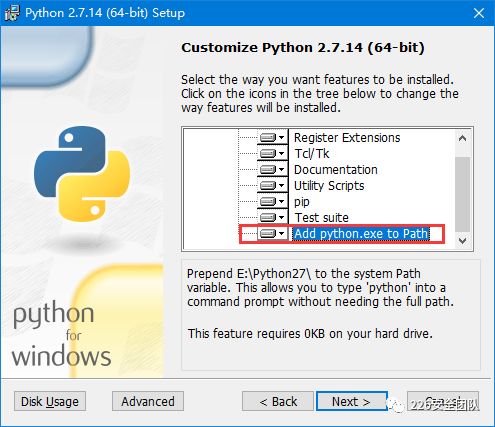 Python 2.7.14 (64-bit) Setup
Customize Python 2.7.14 (64-bit)
Select the way you want features to be installed.
Click on the icons in the tree below to change the
way features will be installed.
Register Extensions
Tcl/Tk
Documentation
Utility Scripts
pip
Test suite
Add python.exe to Path
Prepend E:\Python27\ to the system Path
variable. This allows you to type 'python' into a
command prompt without needing the full path.
This feature requires 0KB on your hard drive.
python
for
windows
Disk Usage
Advanced
< Back
Next >
226安全团队